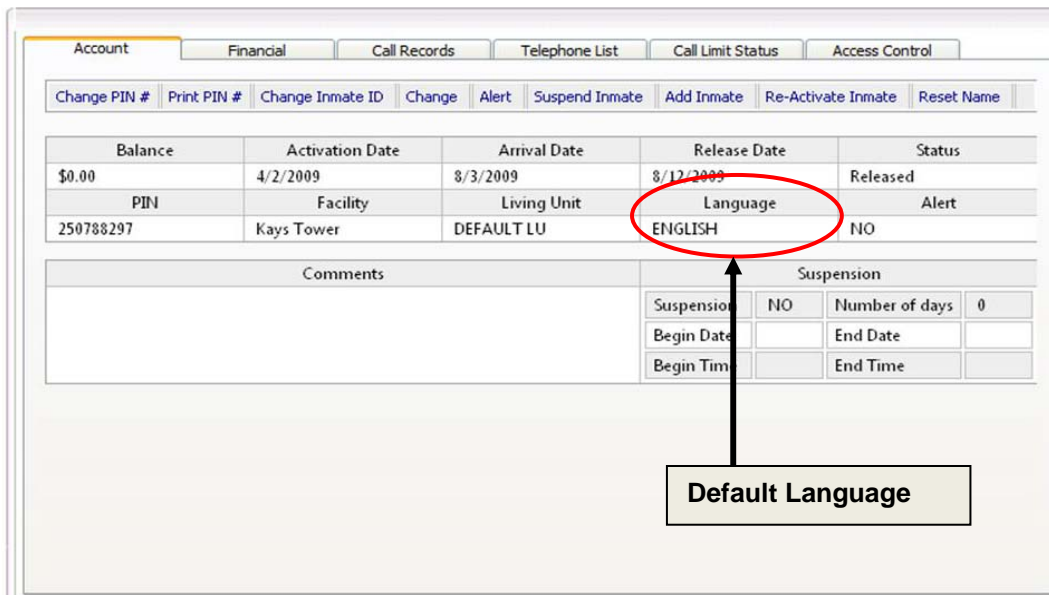 Account Financial Call Records Telephone List Call Limit Status Access Control
Change PIN # Print PIN # Change Inmate ID Change Alert Suspend Inmate Add Inmate Re-Activate Inmate Reset Name
Balance Activation Date Arrival Date Release Date Status
$0.00 4/2/2009 8/3/2009 8/12/2009 Released
PIN Facility Living Unit Language Alert
250788297 Kays Tower DEFAULT LU ENGLISH NO
Comments Suspension
Suspension NO Number of days 0
Begin Date End Date
Begin Time End Time
Default Language